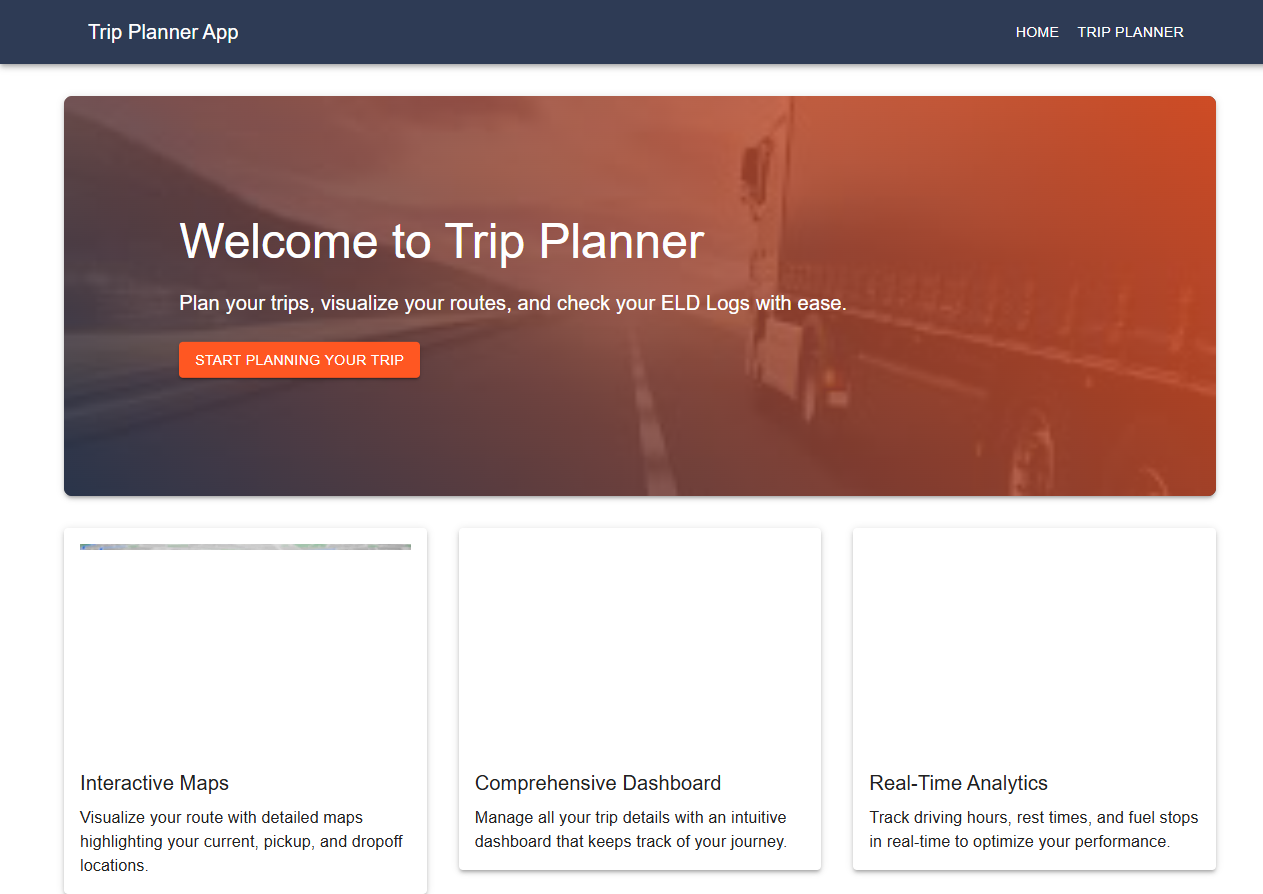 Trip Planner App
HOME TRIP PLANNER
Welcome to Trip Planner
Plan your trips, visualize your routes, and check your ELD Logs with ease.
START PLANNING YOUR TRIP
Interactive Maps
Visualize your route with detailed maps
highlighting your current, pickup, and dropoff
locations.
Comprehensive Dashboard
Manage all your trip details with an intuitive
dashboard that keeps track of your journey.
Real-Time Analytics
Track driving hours, rest times, and fuel stops
in real-time to optimize your performance.